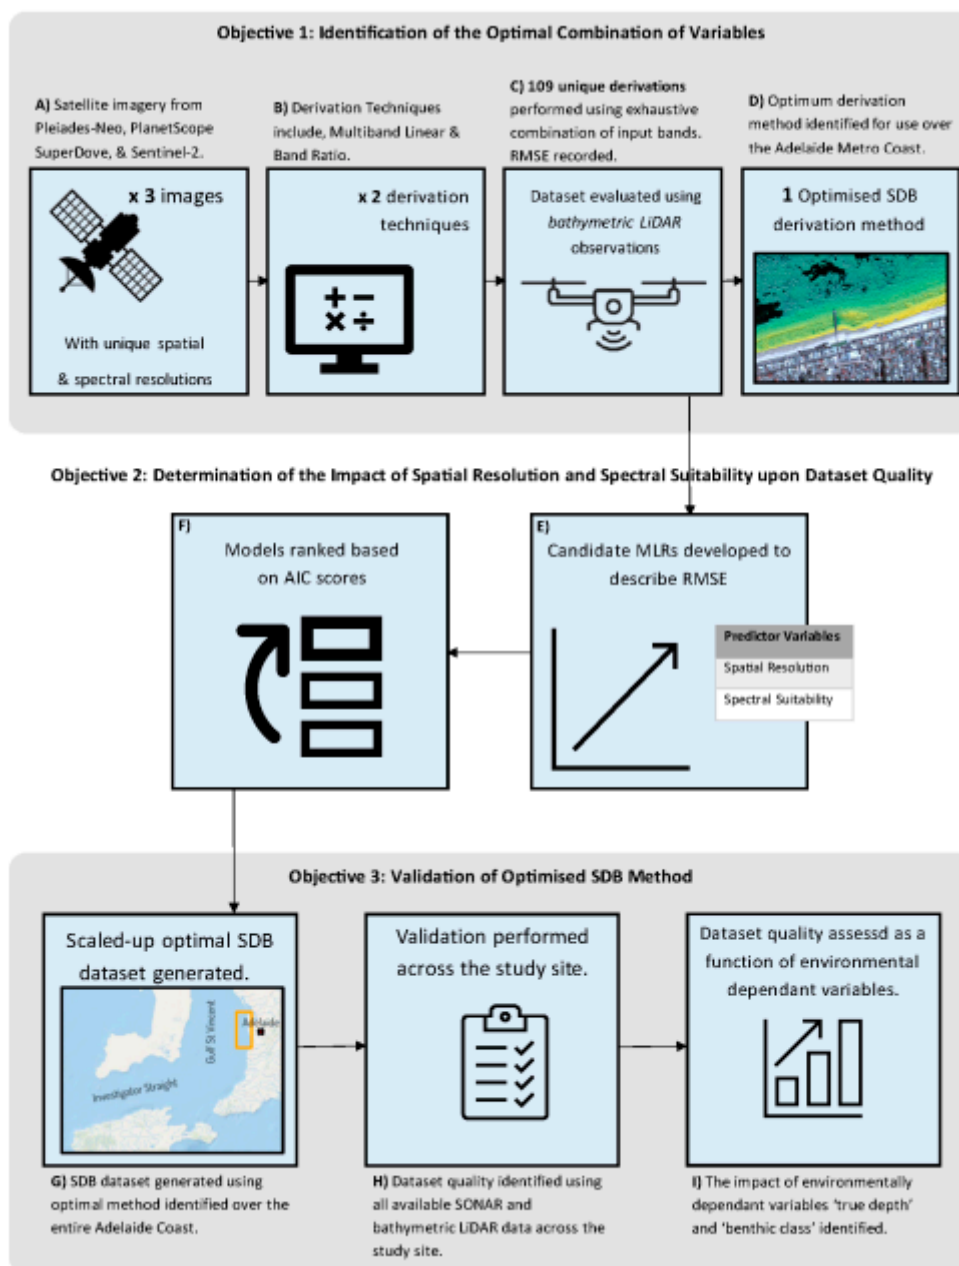 Objective 1: Identification of the Optimal Combination of Variables
A) Satellite imagery from
Pleiades-Neo, PlanetScope
SuperDove, & Sentinel-2.
x 3 images
With unique spatial
& spectral resolutions
B) Derivation Techniques
include, Multiband Linear &
Band Ratio.
x 2 derivation
techniques
C) 109 unique derivations
performed using exhaustive
combination of input bands.
RMSE recorded.
Dataset evaluated using
bathymetric LiDAR
observations
D) Optimum derivation
method identified for use over
the Adelaide Metro Coast.
1 Optimised SDB
derivation method
Objective 2: Determination of the Impact of Spatial Resolution and Spectral Suitability upon Dataset Quality
E)
Candidate MLRs developed to
describe RMSE
Predictor Variables
Spatial Resolution
Spectral Suitability
F)
Models ranked based
on AIC scores
Objective 3: Validation of Optimised SDB Method
Scaled-up optimal SDB
dataset generated.
Gulf St Vincent
Adelaide
Investigator Straight
G) SDB dataset generated using
optimal method identified over the
entire Adelaide Coast.
Validation performed
across the study site.
H) Dataset quality identified using
all available SONAR and
bathymetric LiDAR data across the
study site.
Dataset quality assessd as a
function of environmental
dependant variables.
I) The impact of environmentally
dependant variables 'true depth'
and 'benthic class' identified.